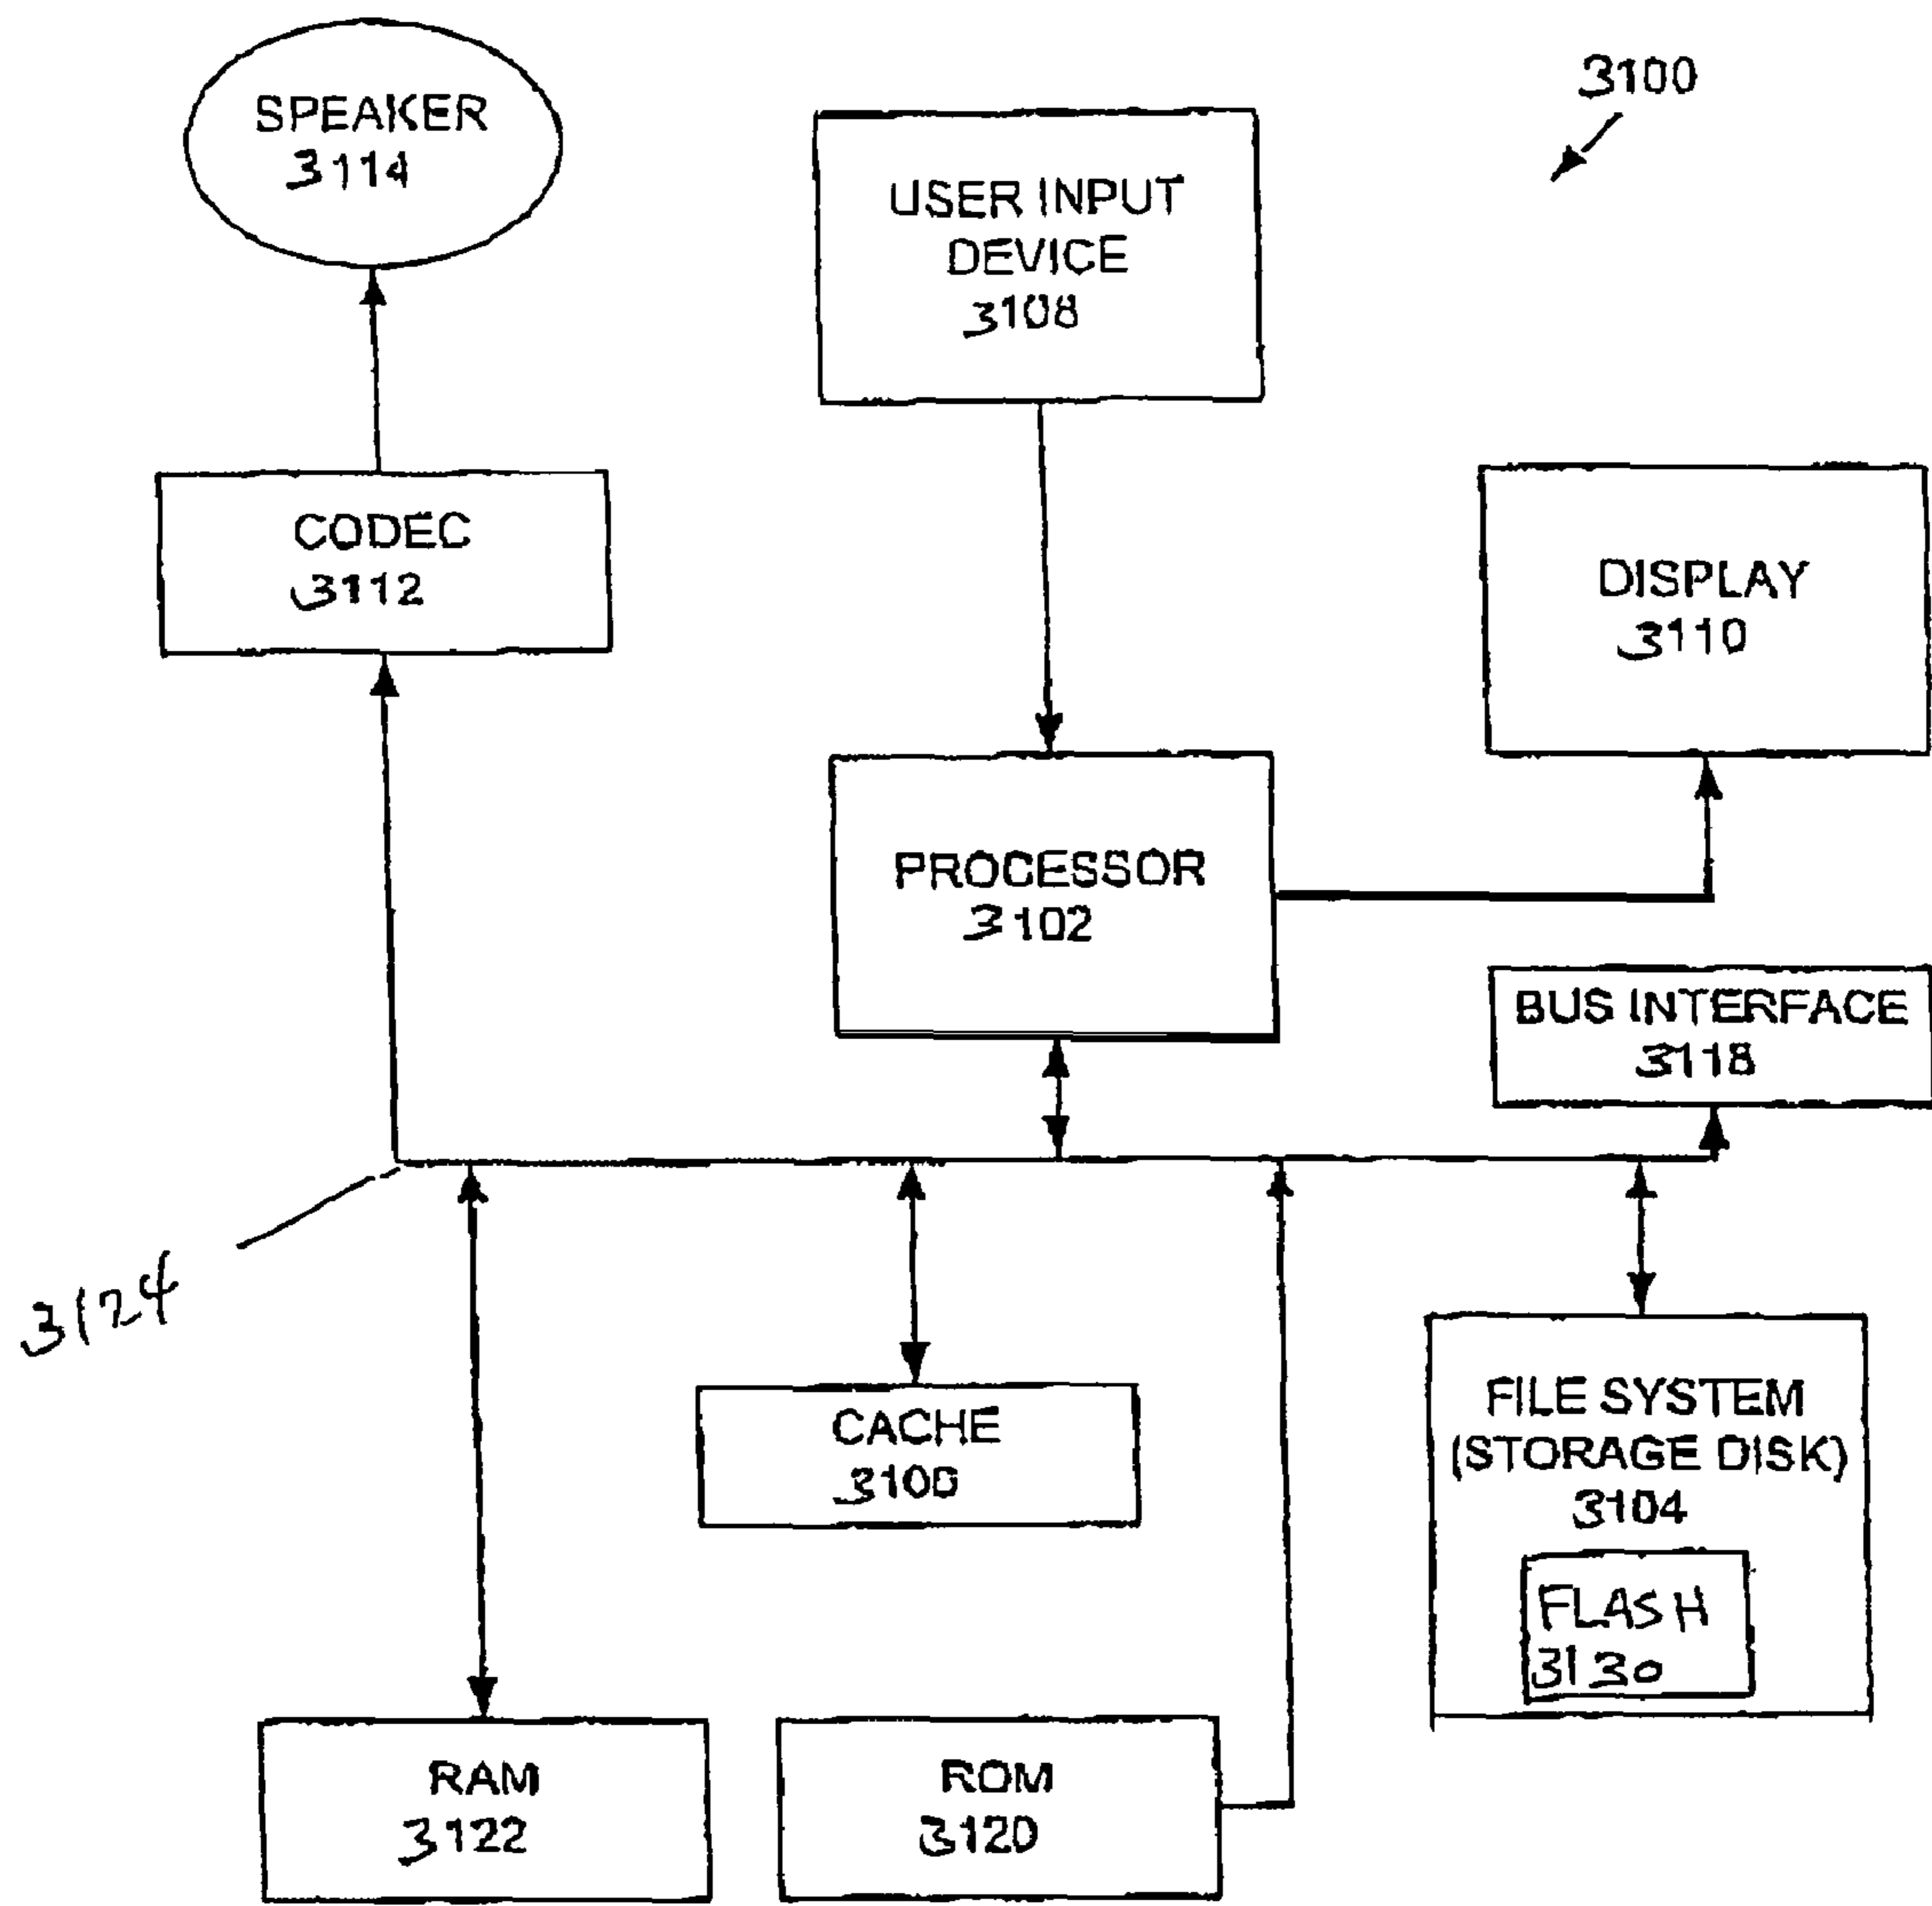 3100
SPEAKER
3114
USER INPUT
DEVICE
3108
CODEC
3112
DISPLAY
3110
PROCESSOR
3102
BUS INTERFACE
3118
3124
CACHE
3106
FILE SYSTEM
(STORAGE DISK)
3104
FLASH
3130
RAM
3122
ROM
3120